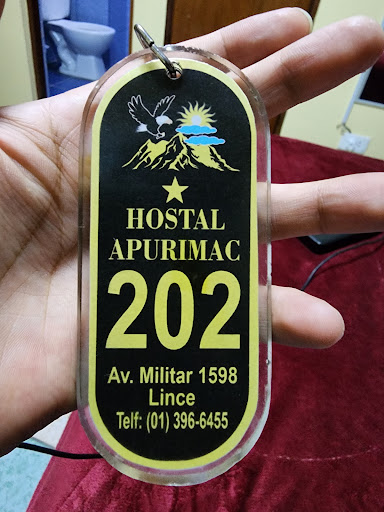 HOSTAL
APURIMAC
202
Av. Militar 1598
Lince
Telf: (01) 396-6455